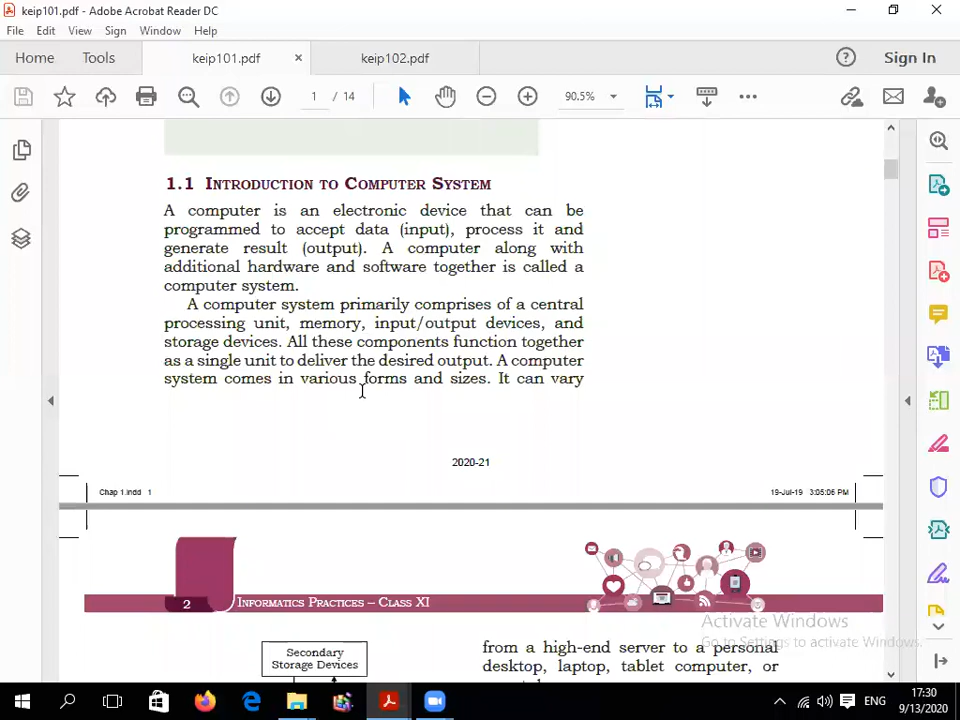 keip101.pdf - Adobe Acrobat Reader DC
File Edit View Sign Window Help
Home Tools keip101.pdf × keip102.pdf ? Sign In
1 / 14 90.5%
1.1 INTRODUCTION TO COMPUTER SYSTEM
A computer is an electronic device that can be
programmed to accept data (input), process it and
generate result (output). A computer along with
additional hardware and software together is called a
computer system.
A computer system primarily comprises of a central
processing unit, memory, input/output devices, and
storage devices. All these components function together
as a single unit to deliver the desired output. A computer
system comes in various forms and sizes. It can vary
2020-21
Chap 1.indd 1 19-Jul-19 3:05:06 PM
2 INFORMATICS PRACTICES – CLASS XI
Activate Windows
Go to Settings to activate Windows.
Secondary
Storage Devices
from a high-end server to a personal
desktop, laptop, tablet computer, or
ENG 17:30
9/13/2020